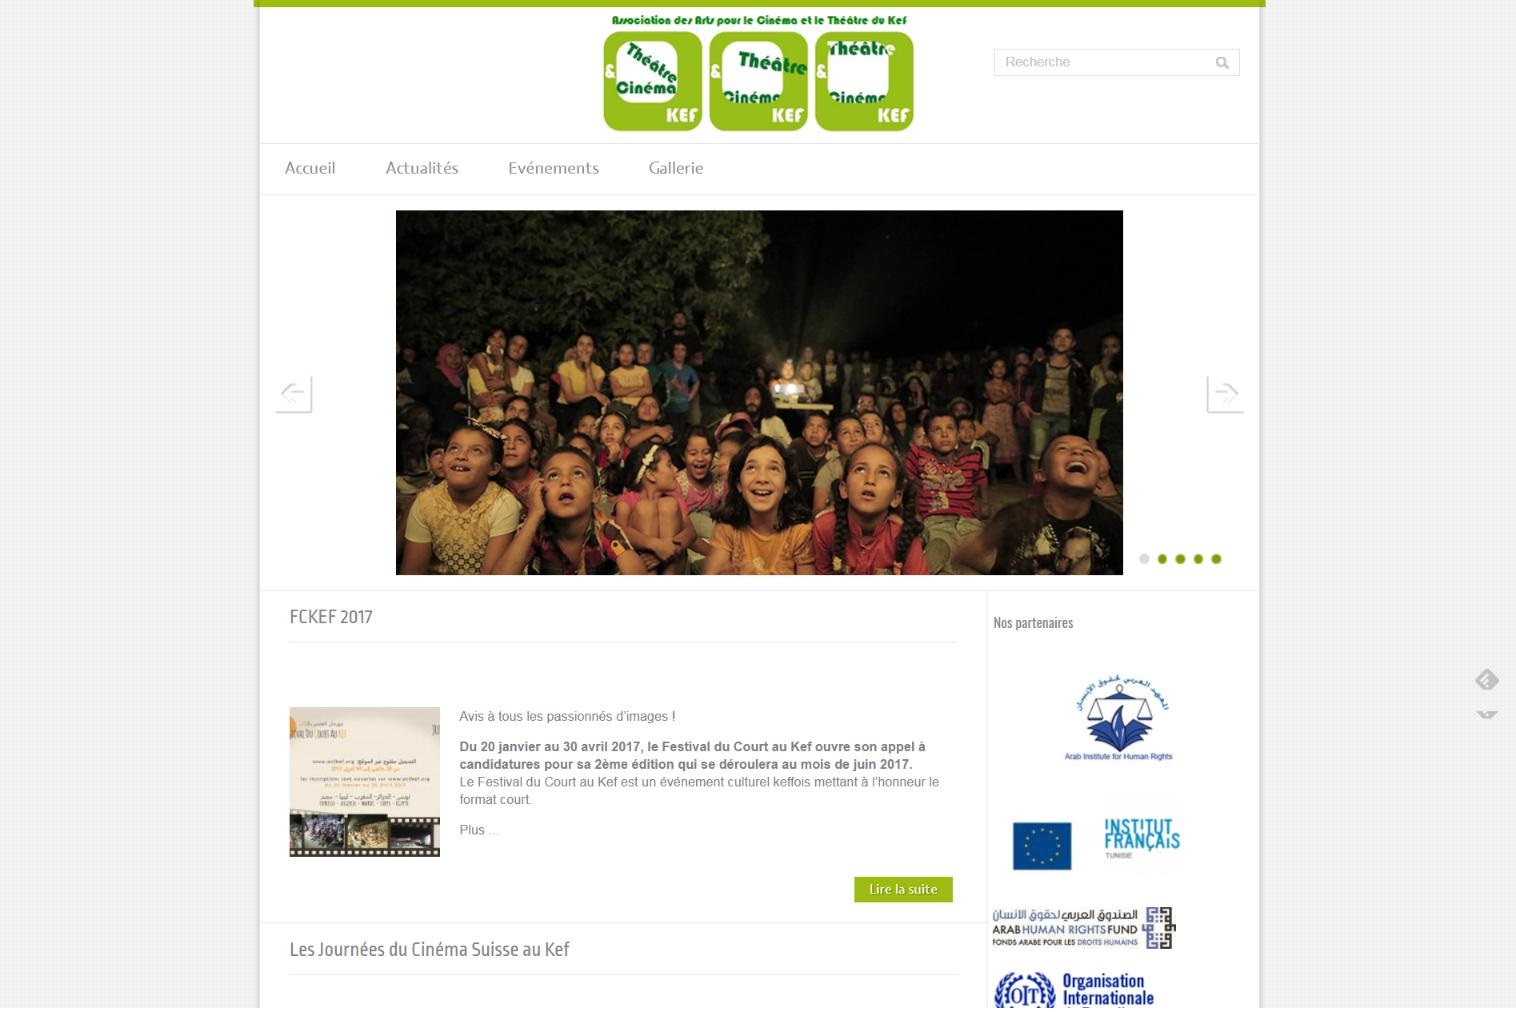 Association des Arts pour le Cinéma et le Théâtre du Kef
Théâtre
& Cinéma
KEF
Théâtre
& Cinéma
KEF
Théâtre
& Cinéma
KEF
Recherche
Accueil
Actualités
Evénements
Gallerie
FCKEF 2017
Avis à tous les passionnés d'images !
Du 20 janvier au 30 avril 2017, le Festival du Court au Kef ouvre son appel à
candidatures pour sa 2ème édition qui se déroulera au mois de juin 2017.
Le Festival du Court au Kef est un événement culturel keffois mettant à l'honneur le
format court.
Plus ...
Lire la suite
Les Journées du Cinéma Suisse au Kef
Nos partenaires
المعهد العربي لحقوق الإنسان
Arab Institute for Human Rights
INSTITUT
FRANÇAIS
TUNISIE
الصندوق العربي لحقوق الانسان
ARAB HUMAN RIGHTS FUND
FONDS ARABE POUR LES DROITS HUMAINS
OIT
Organisation
Internationale